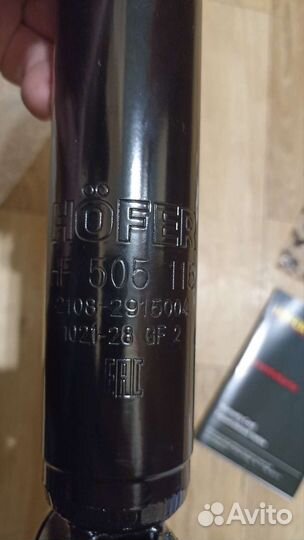 HÖFER
HF 505 116
2108-2915004
1021-28 GF 2
EAC
Avito